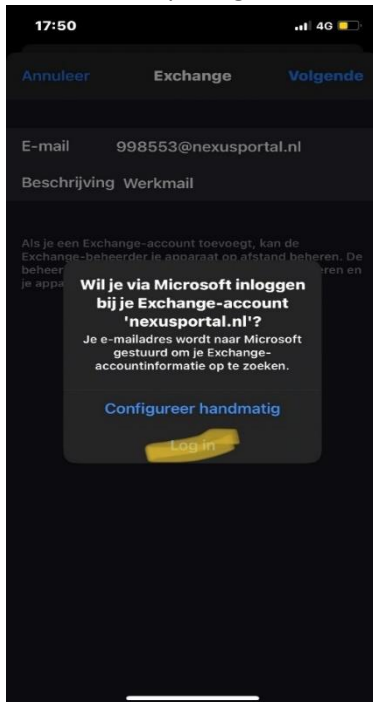 17:50 4G
Annuleer Exchange Volgende
E-mail 998553@nexusportal.nl
Beschrijving Werkmail
Als je een Exchange-account toevoegt, kan de
Exchange-beheerder je apparaat op afstand beheren. De
beheer eren en
je appa
Wil je via Microsoft inloggen
bij je Exchange-account
'nexusportal.nl'?
Je e-mailadres wordt naar Microsoft
gestuurd om je Exchange-
accountinformatie op te zoeken.
Configureer handmatig
Log in